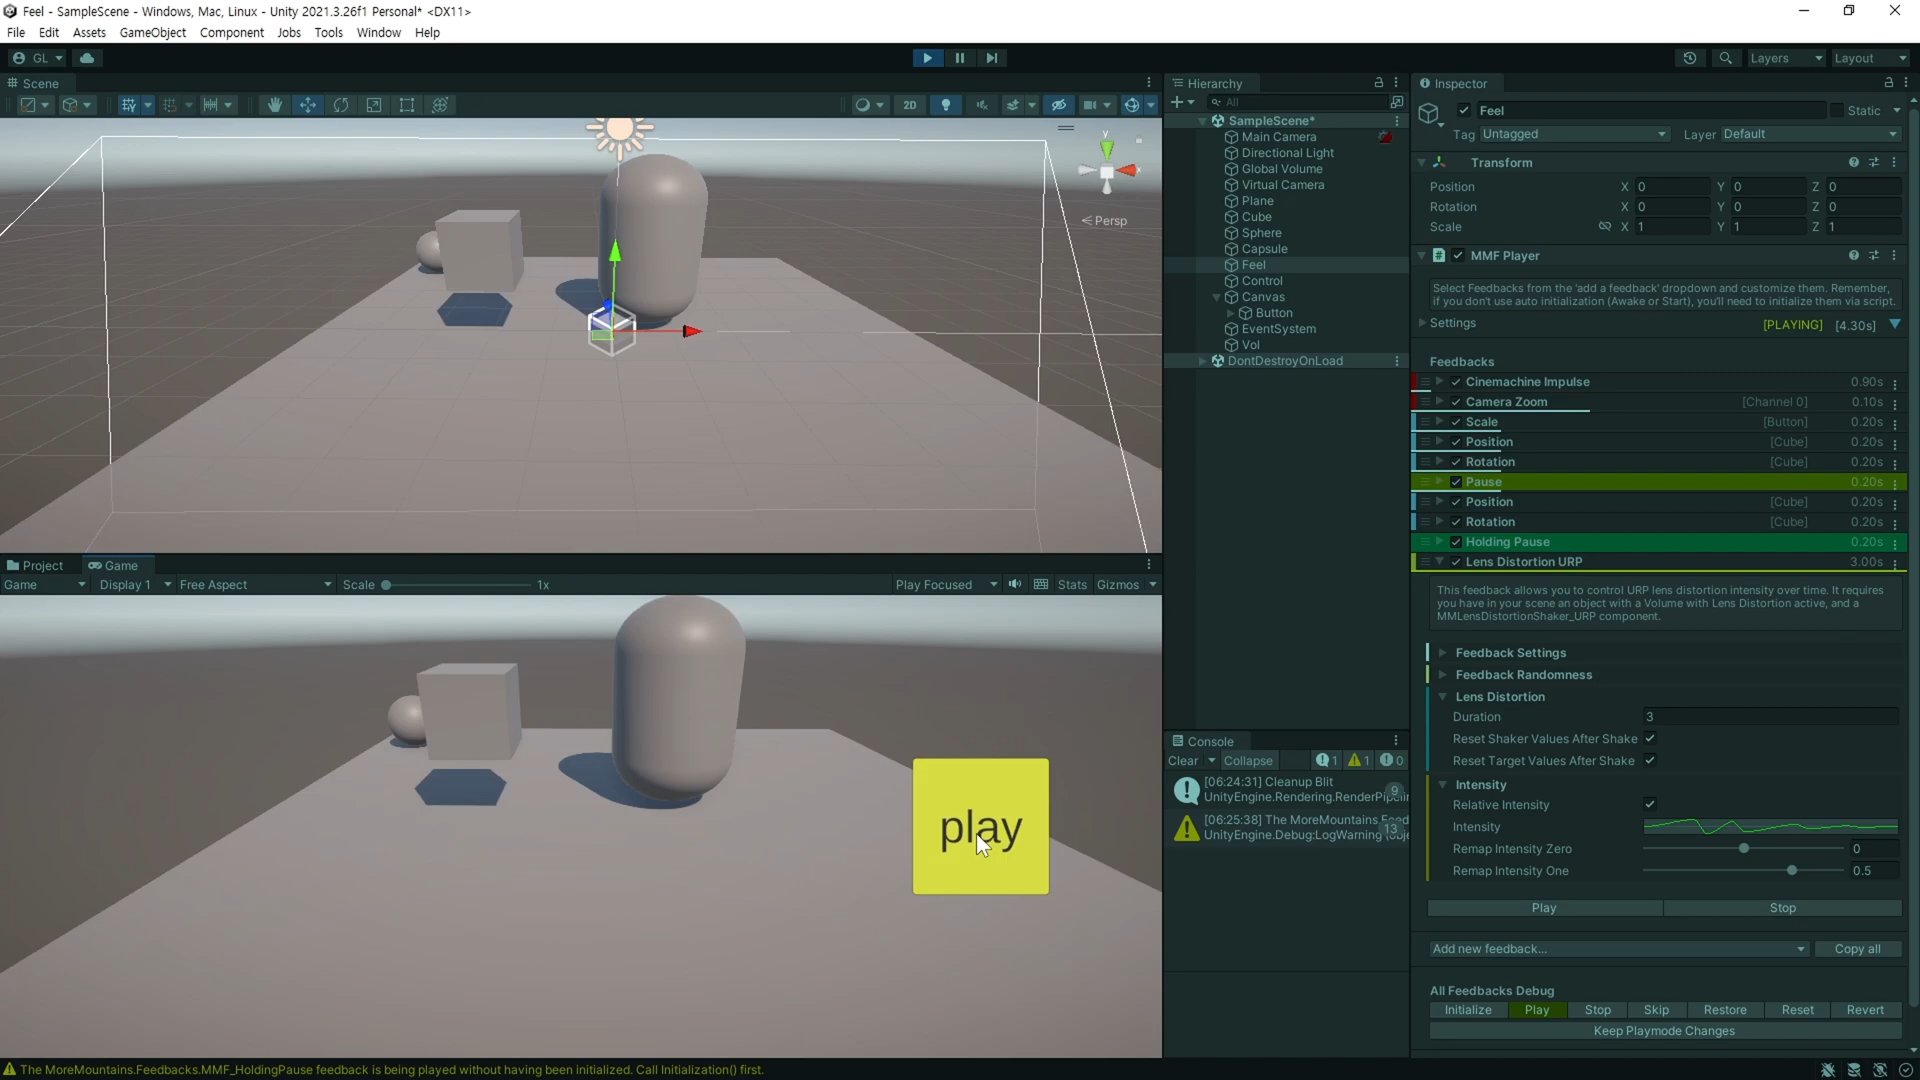 Feel - SampleScene - Windows, Mac, Linux - Unity 2021.3.26f1 Personal* <DX11>
File Edit Assets GameObject Component Jobs Tools Window Help
GL
Layers
Layout
Scene
2D
y
x
Persp
Project
Game
Game
Display 1
Free Aspect
Scale
1x
Play Focused
Stats
Gizmos
play
Hierarchy
All
SampleScene*
Main Camera
Directional Light
Global Volume
Virtual Camera
Plane
Cube
Sphere
Capsule
Feel
Control
Canvas
Button
EventSystem
Vol
DontDestroyOnLoad
Console
Clear
Collapse
1
1
0
[06:24:31] Cleanup Blit
UnityEngine.Rendering.RenderPipelin
9
[06:25:38] The MoreMountains.Feed
UnityEngine.Debug:LogWarning (obje
13
Inspector
Feel
Static
Tag Untagged
Layer Default
Transform
Position X 0 Y 0 Z 0
Rotation X 0 Y 0 Z 0
Scale X 1 Y 1 Z 1
MMF Player
Select Feedbacks from the 'add a feedback' dropdown and customize them. Remember,
if you don't use auto initialization (Awake or Start), you'll need to initialize them via script.
Settings [PLAYING] [4.30s]
Feedbacks
Cinemachine Impulse 0.90s
Camera Zoom [Channel 0] 0.10s
Scale [Button] 0.20s
Position [Cube] 0.20s
Rotation [Cube] 0.20s
Pause 0.20s
Position [Cube] 0.20s
Rotation [Cube] 0.20s
Holding Pause 0.20s
Lens Distortion URP 3.00s
This feedback allows you to control URP lens distortion intensity over time. It requires
you have in your scene an object with a Volume with Lens Distortion active, and a
MMLensDistortionShaker_URP component.
Feedback Settings
Feedback Randomness
Lens Distortion
Duration 3
Reset Shaker Values After Shake
Reset Target Values After Shake
Intensity
Relative Intensity
Intensity
Remap Intensity Zero 0
Remap Intensity One 0.5
Play Stop
Add new feedback... Copy all
All Feedbacks Debug
Initialize Play Stop Skip Restore Reset Revert
Keep Playmode Changes
The MoreMountains.Feedbacks.MMF_HoldingPause feedback is being played without having been initialized. Call Initialization() first.